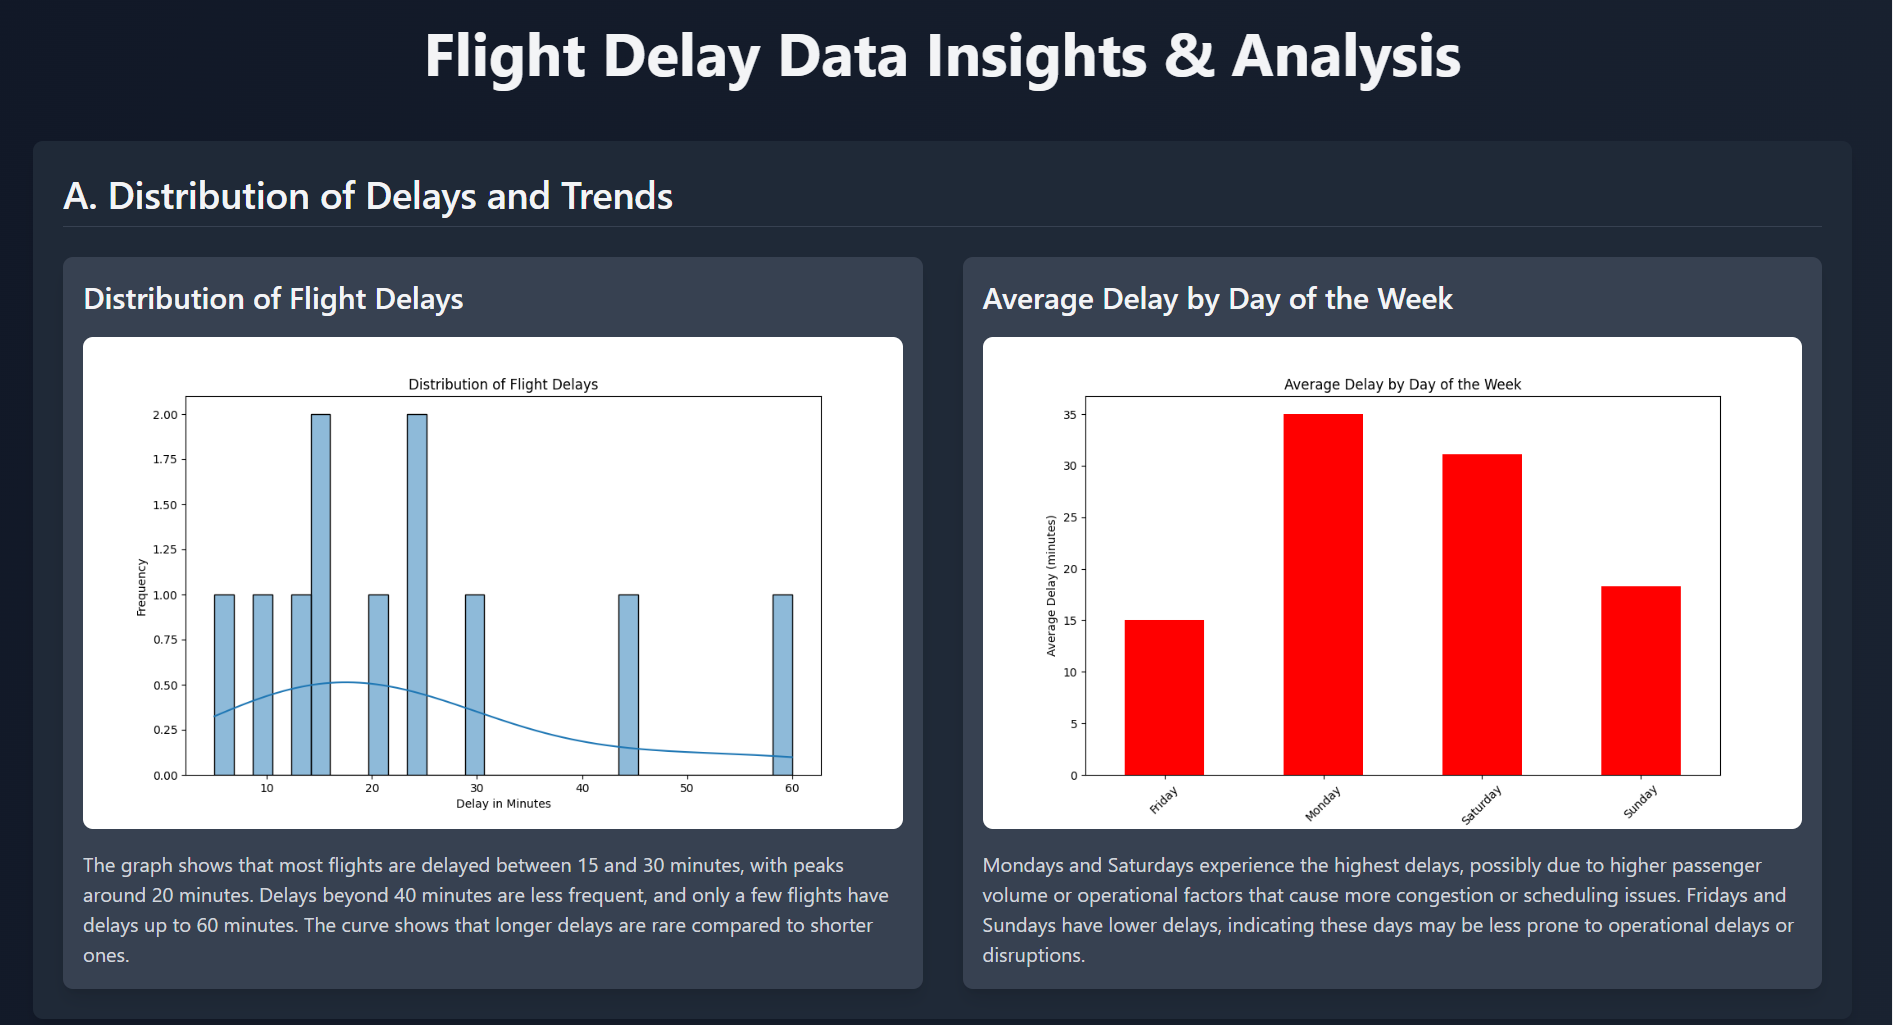 Flight Delay Data Insights & Analysis
A. Distribution of Delays and Trends
Distribution of Flight Delays
Distribution of Flight Delays
2.00
1.75
1.50
1.25
1.00
0.75
0.50
0.25
0.00
Frequency
10 20 30 40 50 60
Delay in Minutes
The graph shows that most flights are delayed between 15 and 30 minutes, with peaks
around 20 minutes. Delays beyond 40 minutes are less frequent, and only a few flights have
delays up to 60 minutes. The curve shows that longer delays are rare compared to shorter
ones.
Average Delay by Day of the Week
Average Delay by Day of the Week
35
30
25
20
15
10
5
0
Average Delay (minutes)
Friday Monday Saturday Sunday
Mondays and Saturdays experience the highest delays, possibly due to higher passenger
volume or operational factors that cause more congestion or scheduling issues. Fridays and
Sundays have lower delays, indicating these days may be less prone to operational delays or
disruptions.